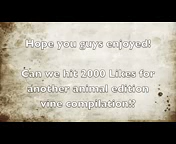 Hope you guys enjoyed!
Can we hit 2000 Likes for
another animal edition
vine compilation!?